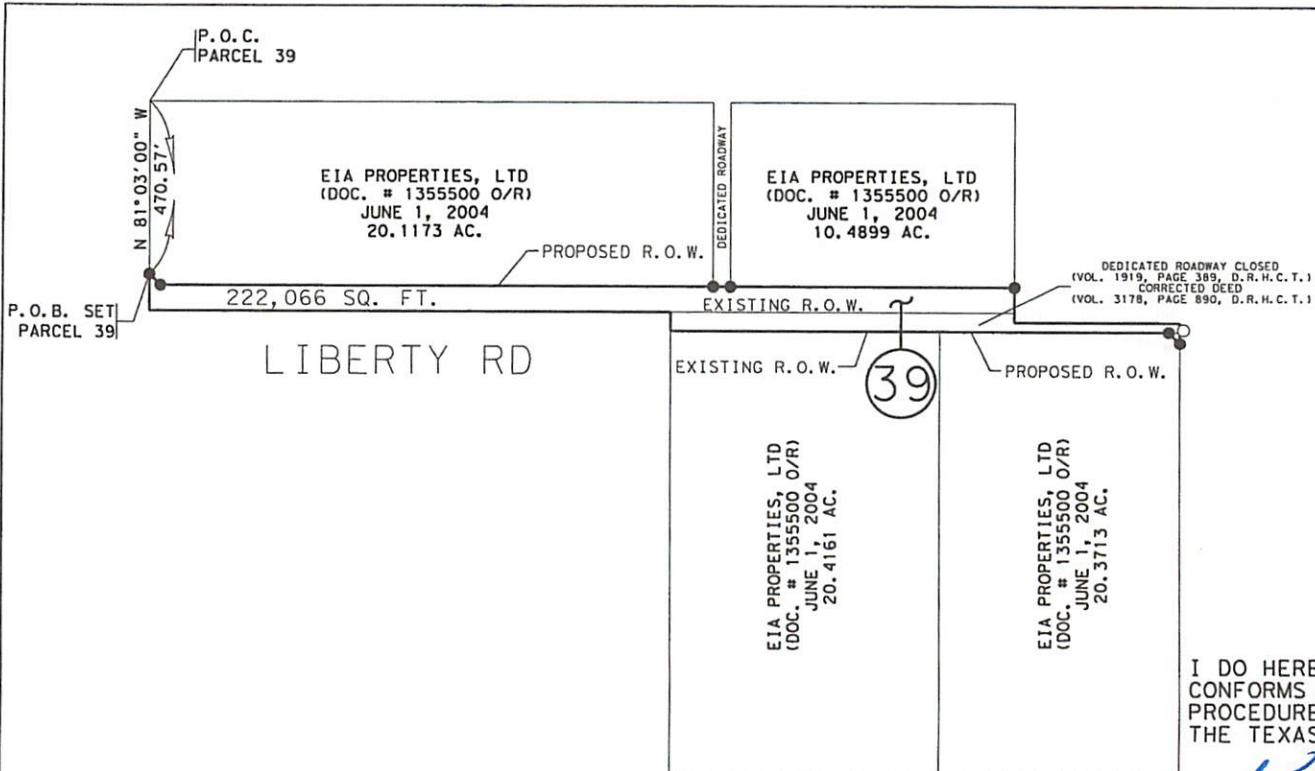 P.O.C.
PARCEL 39
N 81°03'00" W
470.57'
EIA PROPERTIES, LTD
(DOC. # 1355500 O/R)
JUNE 1, 2004
20.1173 AC.
DEDICATED ROADWAY
EIA PROPERTIES, LTD
(DOC. # 1355500 O/R)
JUNE 1, 2004
10.4899 AC.
PROPOSED R.O.W.
DEDICATED ROADWAY CLOSED
(VOL. 1919, PAGE 389, D.R.H.C.T.)
CORRECTED DEED
(VOL. 3178, PAGE 890, D.R.H.C.T.)
P.O.B. SET
PARCEL 39
222,066 SQ. FT.
EXISTING R.O.W.
LIBERTY RD
EXISTING R.O.W.
39
PROPOSED R.O.W.
EIA PROPERTIES, LTD
(DOC. # 1355500 O/R)
JUNE 1, 2004
20.4161 AC.
EIA PROPERTIES, LTD
(DOC. # 1355500 O/R)
JUNE 1, 2004
20.3713 AC.
I DO HERE
CONFORMS
PROCEDURE
THE TEXAS